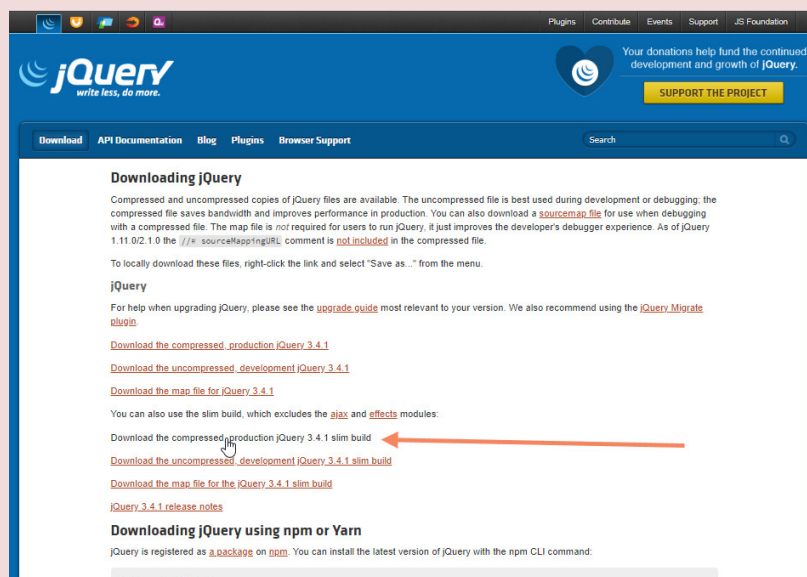 Plugins Contribute Events Support JS Foundation
jQuery
write less, do more.
Your donations help fund the continued
development and growth of jQuery.
SUPPORT THE PROJECT
Download API Documentation Blog Plugins Browser Support Search
Downloading jQuery
Compressed and uncompressed copies of jQuery files are available. The uncompressed file is best used during development or debugging; the
compressed file saves bandwidth and improves performance in production. You can also download a sourcemap file for use when debugging
with a compressed file. The map file is not required for users to run jQuery, it just improves the developer's debugger experience. As of jQuery
1.11.0/2.1.0 the //# sourceMappingURL comment is not included in the compressed file.
To locally download these files, right-click the link and select "Save as..." from the menu.
jQuery
For help when upgrading jQuery, please see the upgrade guide most relevant to your version. We also recommend using the jQuery Migrate
plugin.
Download the compressed, production jQuery 3.4.1
Download the uncompressed, development jQuery 3.4.1
Download the map file for jQuery 3.4.1
You can also use the slim build, which excludes the ajax and effects modules:
Download the compressed, production jQuery 3.4.1 slim build
Download the uncompressed, development jQuery 3.4.1 slim build
Download the map file for the jQuery 3.4.1 slim build
jQuery 3.4.1 release notes
Downloading jQuery using npm or Yarn
jQuery is registered as a package on npm. You can install the latest version of jQuery with the npm CLI command: